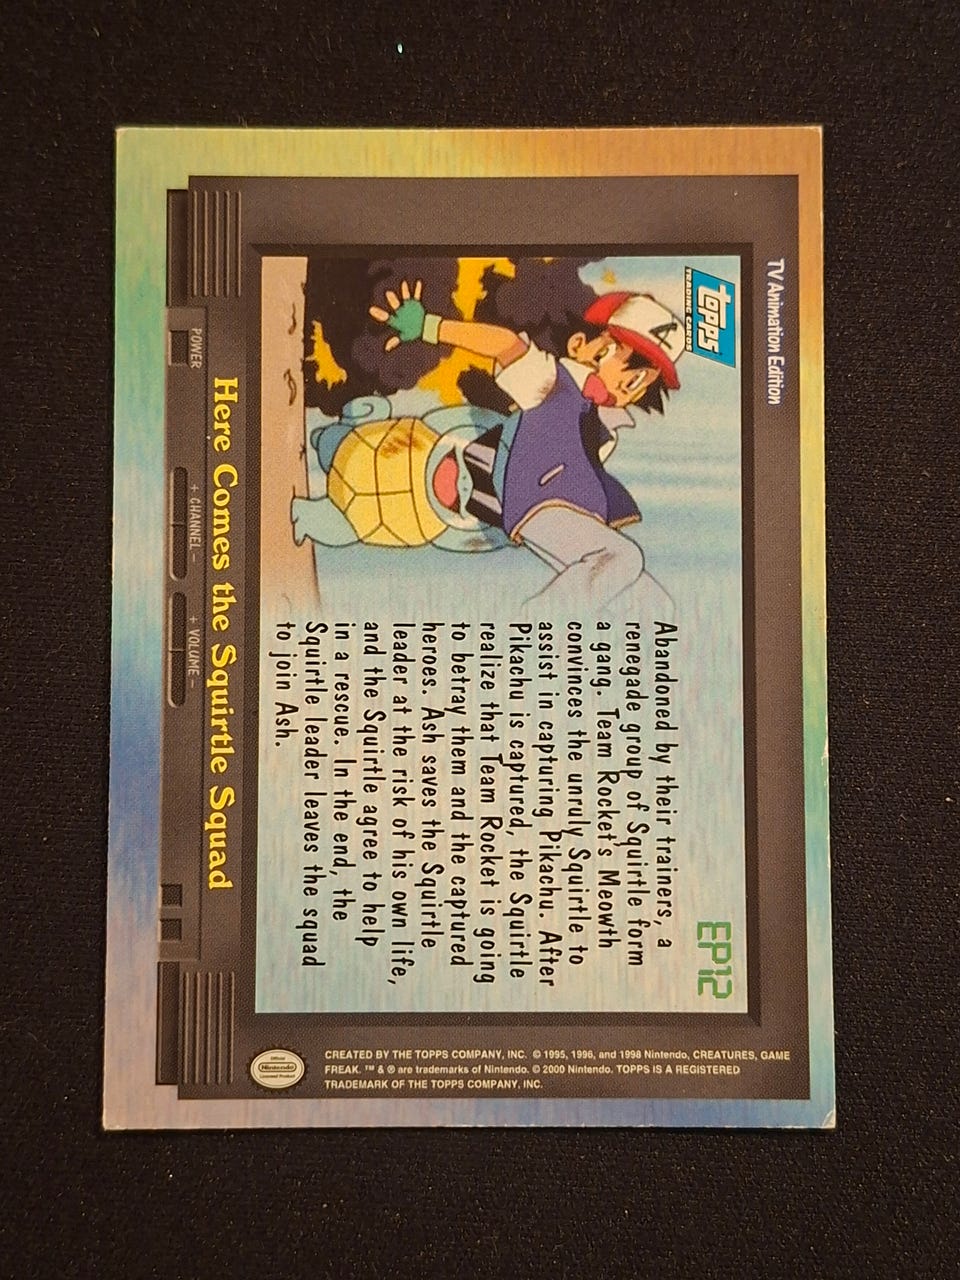 TV Animation Edition
topps
TRADING CARDS
EP12
Abandoned by their trainers, a
renegade group of Squirtle form
a gang. Team Rocket's Meowth
convinces the unruly Squirtle to
assist in capturing Pikachu. After
Pikachu is captured, the Squirtle
realize that Team Rocket is going
to betray them and the captured
heroes. Ash saves the Squirtle
leader at the risk of his own life,
and the Squirtle agree to help
in a rescue. In the end, the
Squirtle leader leaves the squad
to join Ash.
Here Comes the Squirtle Squad
POWER
+ CHANNEL -
+ VOLUME -
CREATED BY THE TOPPS COMPANY, INC. © 1995, 1996, and 1998 Nintendo, CREATURES, GAME
FREAK. ™ & ® are trademarks of Nintendo. © 2000 Nintendo. TOPPS IS A REGISTERED
TRADEMARK OF THE TOPPS COMPANY, INC.
Official
Nintendo
Licensed Product